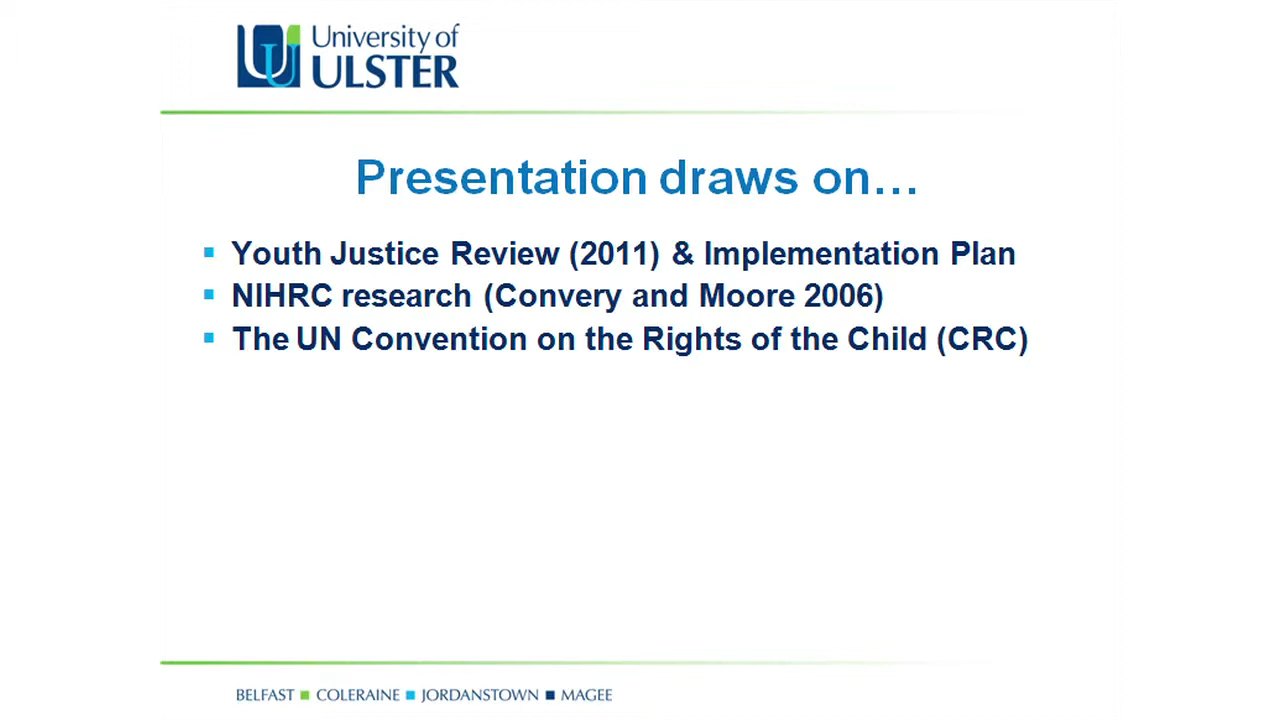 University of
ULSTER
Presentation draws on...
Youth Justice Review (2011) & Implementation Plan
NIHRC research (Convery and Moore 2006)
The UN Convention on the Rights of the Child (CRC)
BELFAST ■ COLERAINE ■ JORDANSTOWN ■ MAGEE